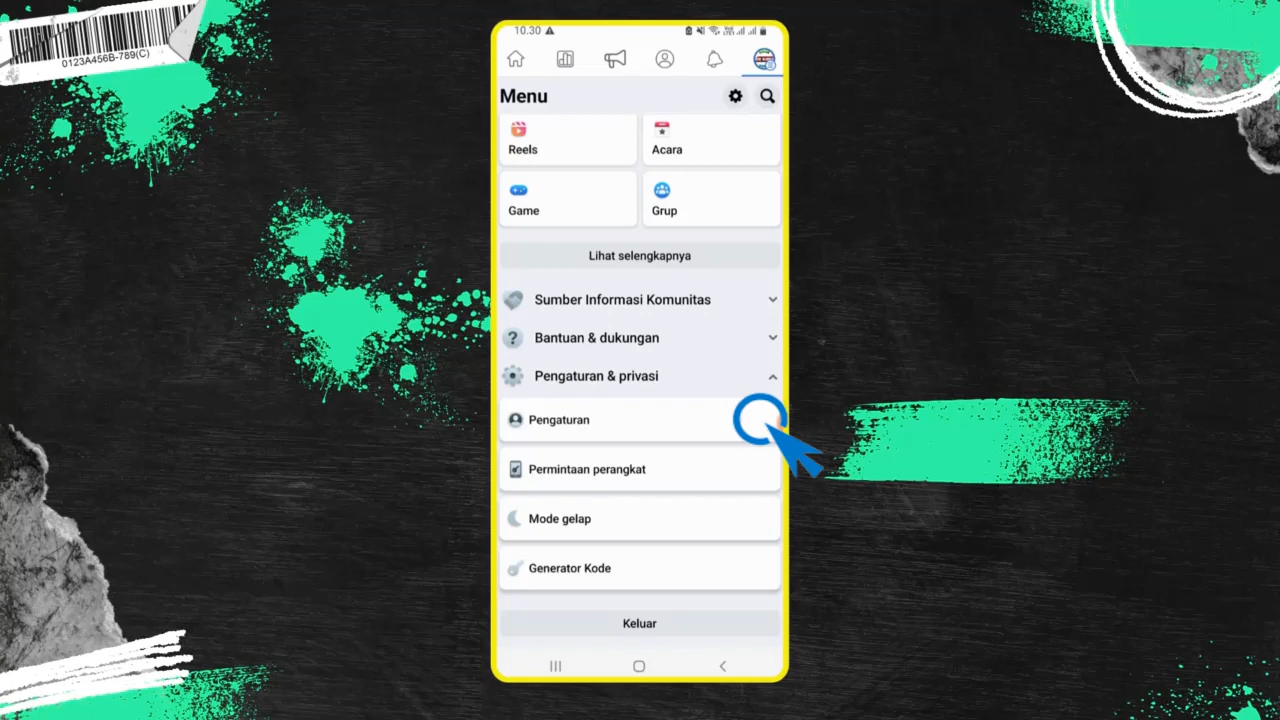 0123A456B-789(C)
10.30
Menu
Reels
Acara
Game
Grup
Lihat selengkapnya
Sumber Informasi Komunitas
Bantuan & dukungan
Pengaturan & privasi
Pengaturan
Permintaan perangkat
Mode gelap
Generator Kode
Keluar